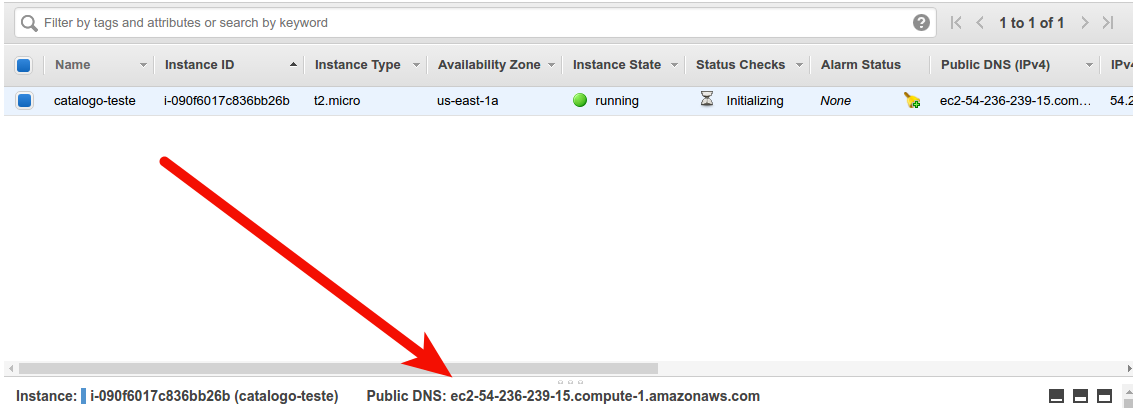 Filter by tags and attributes or search by keyword 1 to 1 of 1
Name Instance ID Instance Type Availability Zone Instance State Status Checks Alarm Status Public DNS (IPv4) IPv4
catalogo-teste i-090f6017c836bb26b t2.micro us-east-1a running Initializing None ec2-54-236-239-15.com… 54.2
Instance: i-090f6017c836bb26b (catalogo-teste) Public DNS: ec2-54-236-239-15.compute-1.amazonaws.com